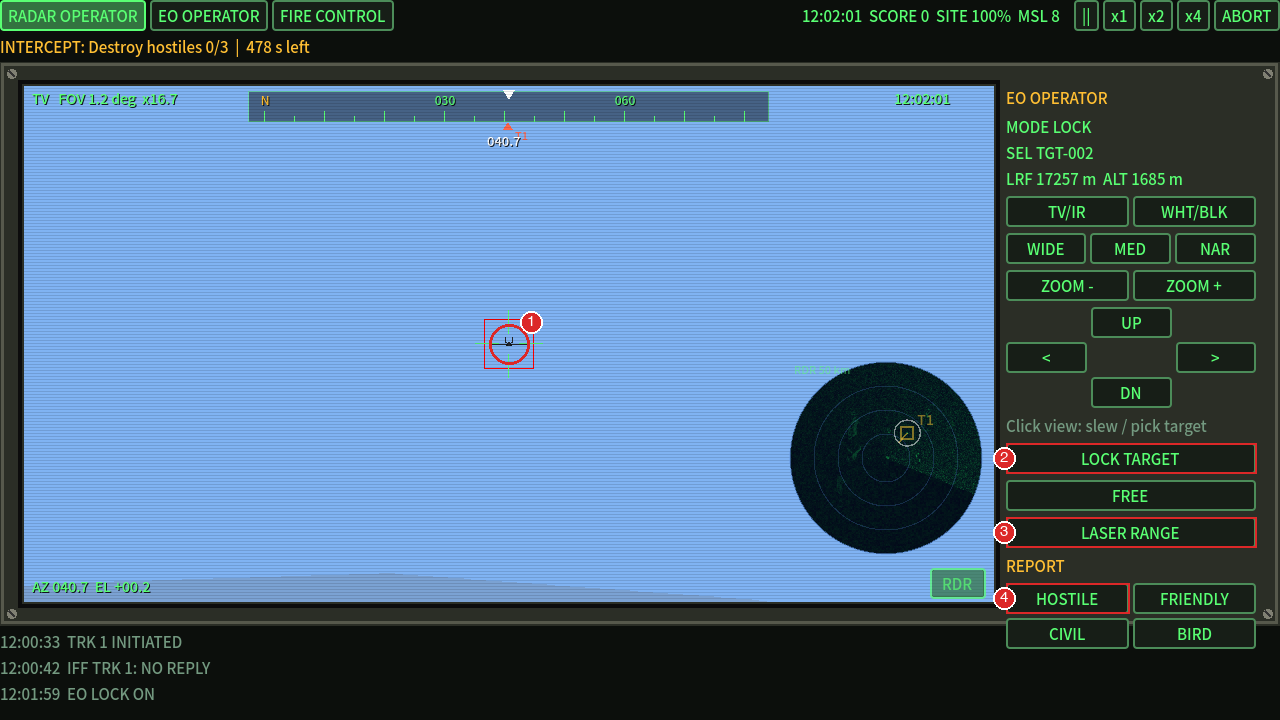 RADAR OPERATOR EO OPERATOR FIRE CONTROL 12:02:01 SCORE 0 SITE 100% MSL 8 || x1 x2 x4 ABORT
INTERCEPT: Destroy hostiles 0/3 | 478 s left
TV FOV 1.2 deg x16.7
N 030 060
12:02:01
040.7
1
RDR 50 km
T1
AZ 040.7 EL +00.2
RDR
EO OPERATOR
MODE LOCK
SEL TGT-002
LRF 17257 m ALT 1685 m
TV/IR WHT/BLK
WIDE MED NAR
ZOOM - ZOOM +
UP
< >
DN
Click view: slew / pick target
2 LOCK TARGET
FREE
3 LASER RANGE
REPORT
4 HOSTILE FRIENDLY
CIVIL BIRD
12:00:33 TRK 1 INITIATED
12:00:42 IFF TRK 1: NO REPLY
12:01:59 EO LOCK ON